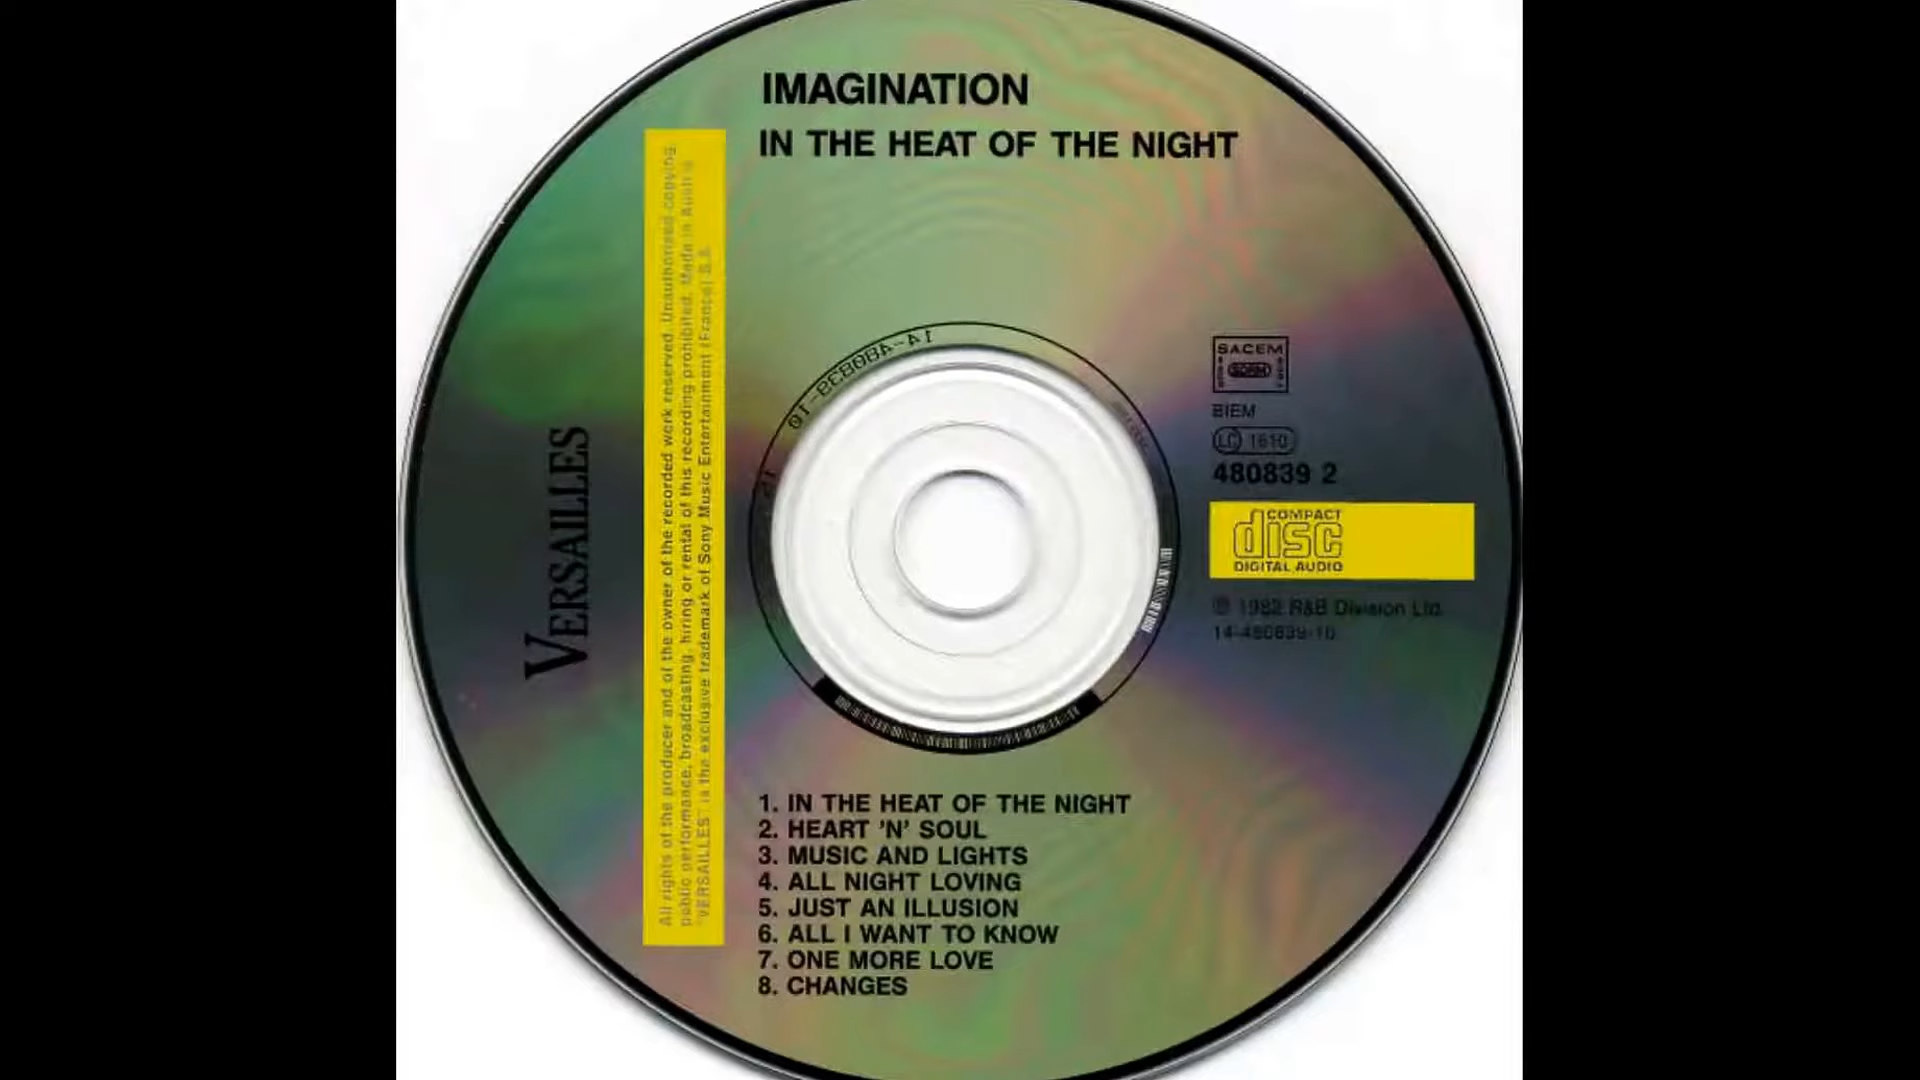 IMAGINATION
IN THE HEAT OF THE NIGHT
All rights of the producer and of the owner of the recorded work reserved. Unauthorized copying,
public performance, broadcasting, hiring or rental of this recording prohibited. Made in Austria
"VERSAILLES" is the exclusive trademark of Sony Music Entertainment (France) S.A.
VERSAILLES
14-480839-10
SACEM
SDRM
BIEM
LC 1610
480839 2
COMPACT
disc
DIGITAL AUDIO
℗ 1982 R&B Division Ltd.
14-480839-10
1. IN THE HEAT OF THE NIGHT
2. HEART 'N' SOUL
3. MUSIC AND LIGHTS
4. ALL NIGHT LOVING
5. JUST AN ILLUSION
6. ALL I WANT TO KNOW
7. ONE MORE LOVE
8. CHANGES